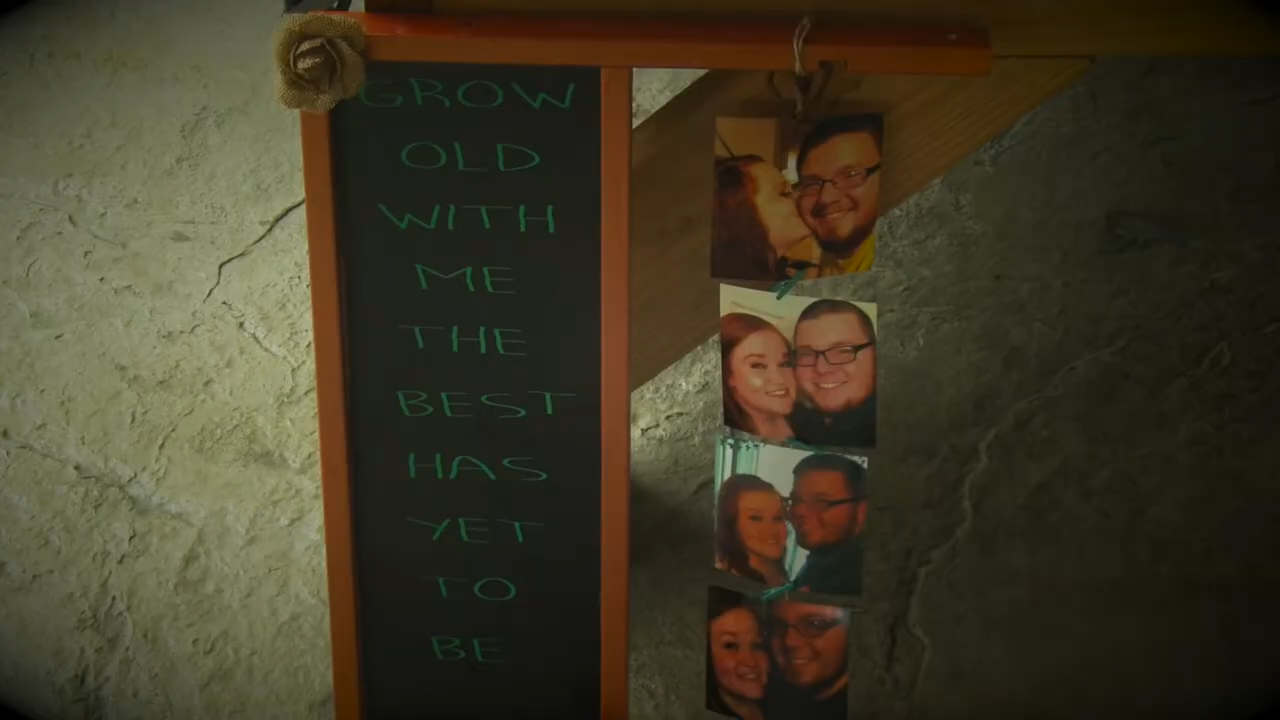 GROW
OLD
WITH
ME
THE
BEST
HAS
YET
TO
BE